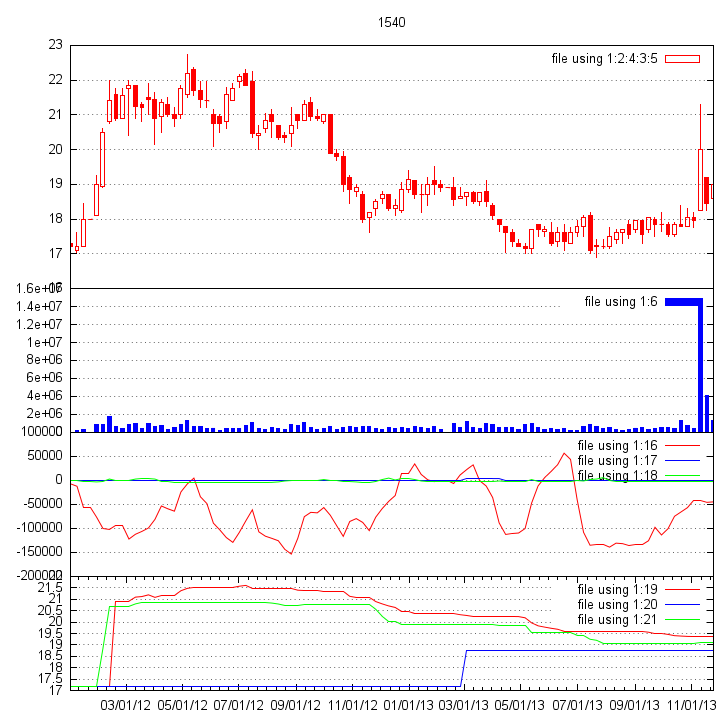 1540
23
file using 1:2:4:3:5
22
21
20
19
18
17
1.6e+07
file using 1:6
1.4e+07
1.2e+07
1e+07
8e+06
6e+06
4e+06
2e+06
100000
file using 1:16
50000
file using 1:17
0
file using 1:18
-50000
-100000
-150000
-200000
21.5
file using 1:19
21
20.5
file using 1:20
20
file using 1:21
19.5
19
18.5
18
17.5
17
03/01/12 05/01/12 07/01/12 09/01/12 11/01/12 01/01/13 03/01/13 05/01/13 07/01/13 09/01/13 11/01/13